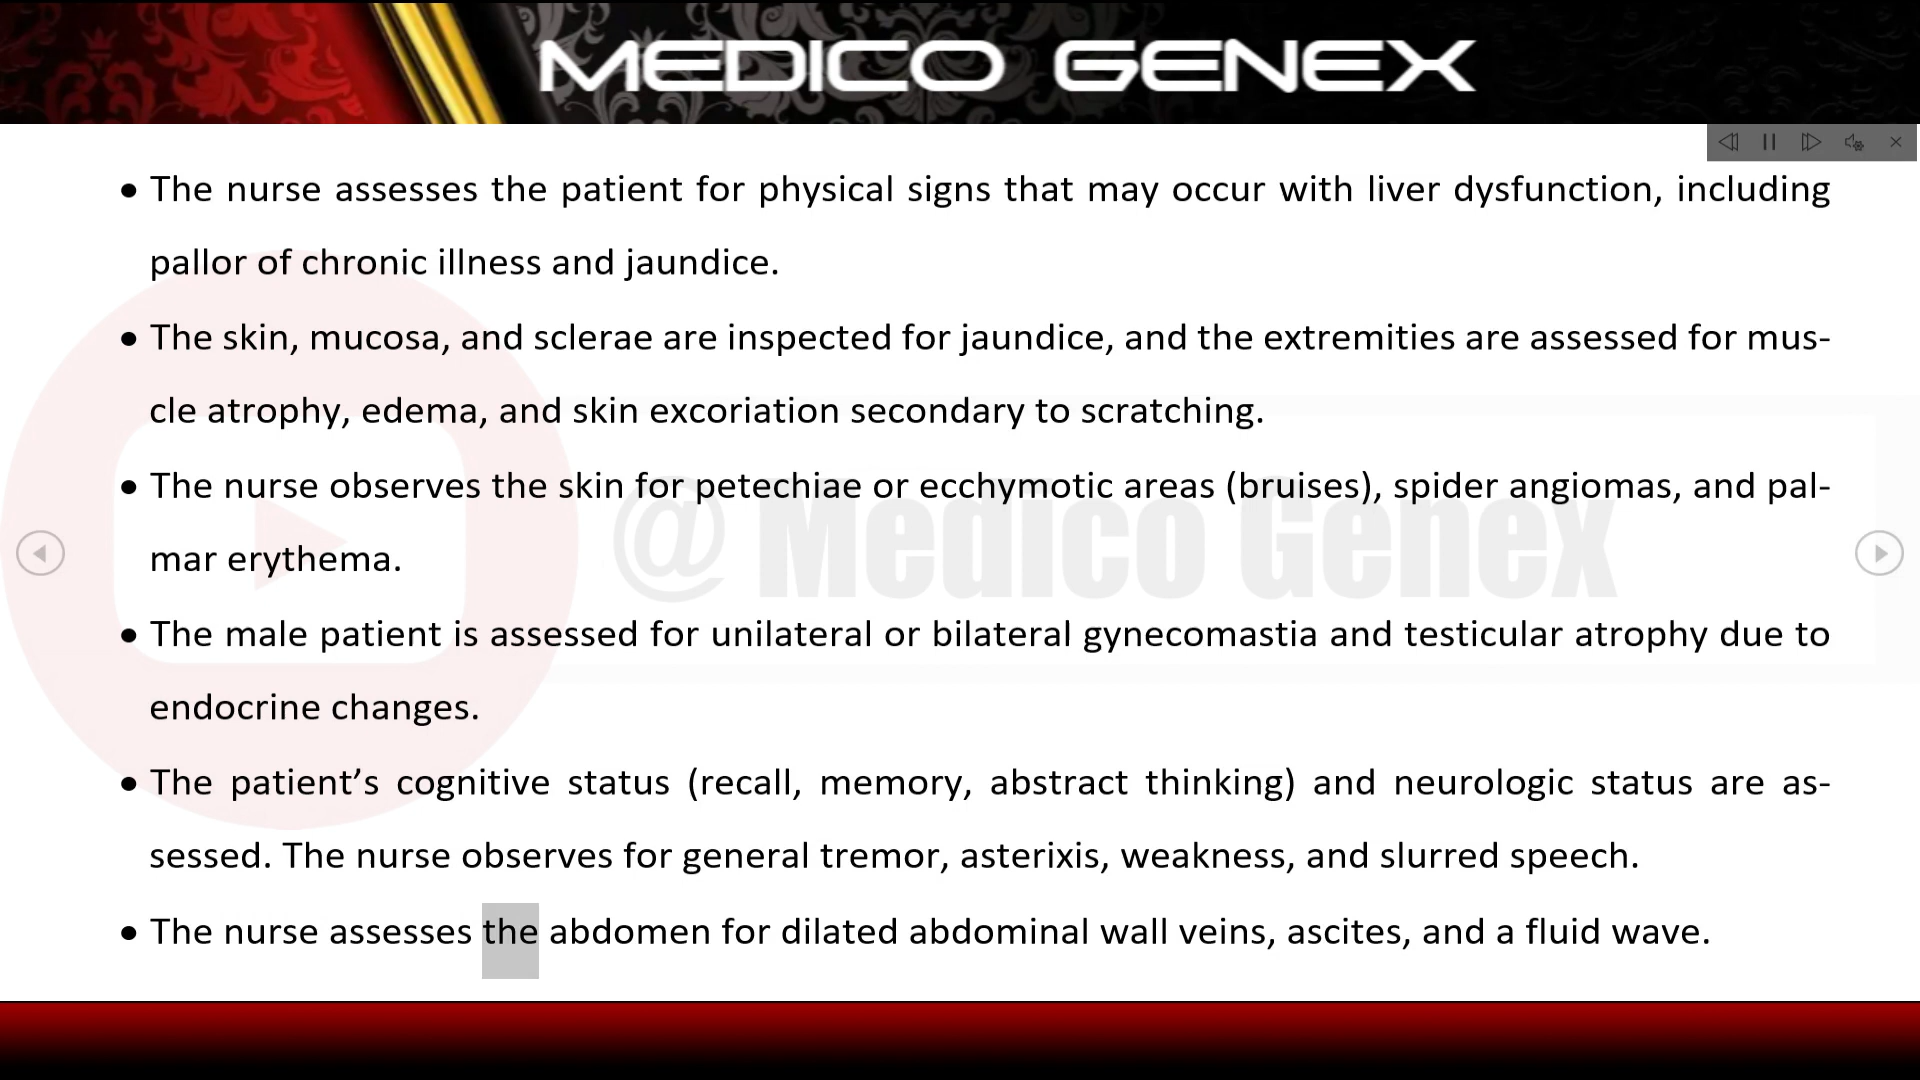 MEDICO GENEX
• The nurse assesses the patient for physical signs that may occur with liver dysfunction, including
pallor of chronic illness and jaundice.
• The skin, mucosa, and sclerae are inspected for jaundice, and the extremities are assessed for mus-
cle atrophy, edema, and skin excoriation secondary to scratching.
• The nurse observes the skin for petechiae or ecchymotic areas (bruises), spider angiomas, and pal-
mar erythema.
@ Medico Genex
• The male patient is assessed for unilateral or bilateral gynecomastia and testicular atrophy due to
endocrine changes.
• The patient’s cognitive status (recall, memory, abstract thinking) and neurologic status are as-
sessed. The nurse observes for general tremor, asterixis, weakness, and slurred speech.
• The nurse assesses the abdomen for dilated abdominal wall veins, ascites, and a fluid wave.